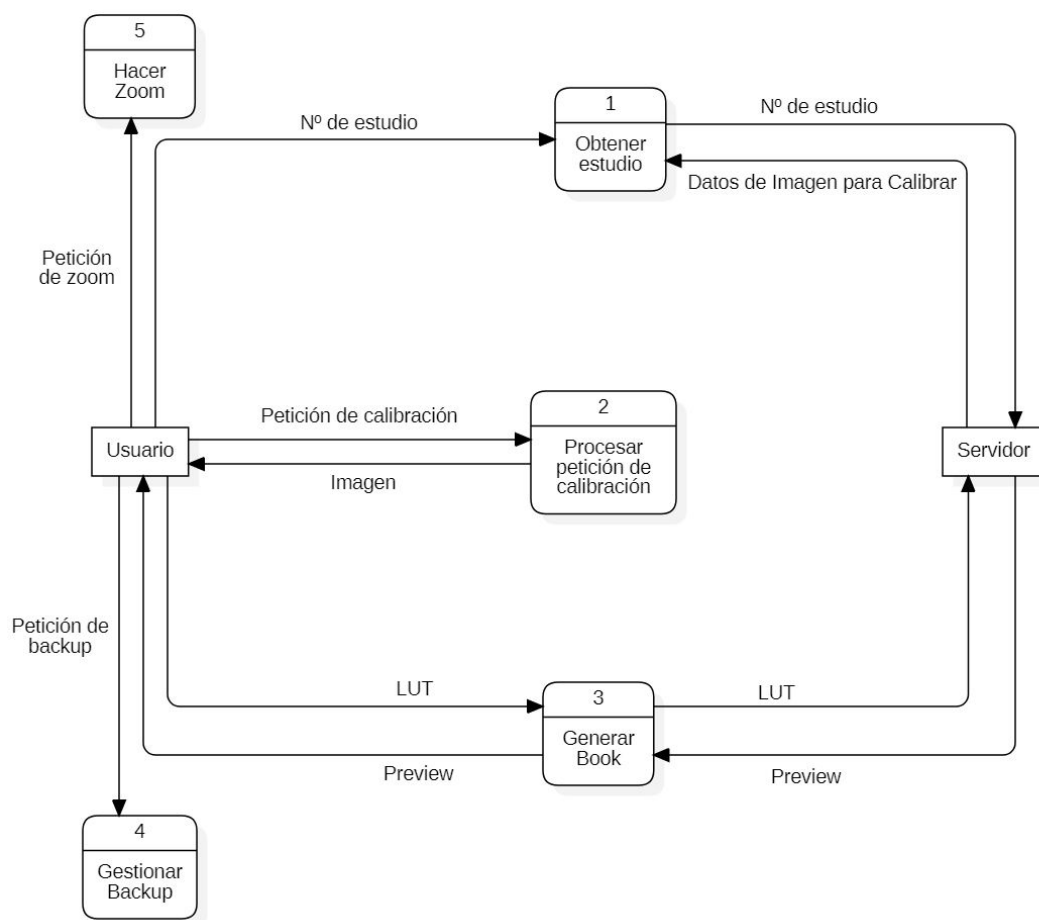 5
Hacer
Zoom
1
Obtener
estudio
Nº de estudio
Nº de estudio
Datos de Imagen para Calibrar
Petición
de zoom
2
Procesar
petición de
calibración
Petición de calibración
Imagen
Usuario
Servidor
Petición de
backup
LUT
3
Generar
Book
LUT
Preview
Preview
4
Gestionar
Backup